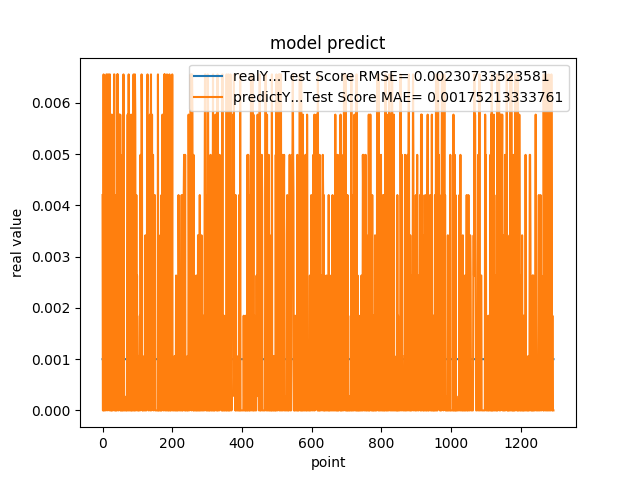 model predict
realY...Test Score RMSE= 0.00230733523581
predictY...Test Score MAE= 0.00175213333761
0.006
0.005
0.004
0.003
0.002
0.001
0.000
real value
0 200 400 600 800 1000 1200
point